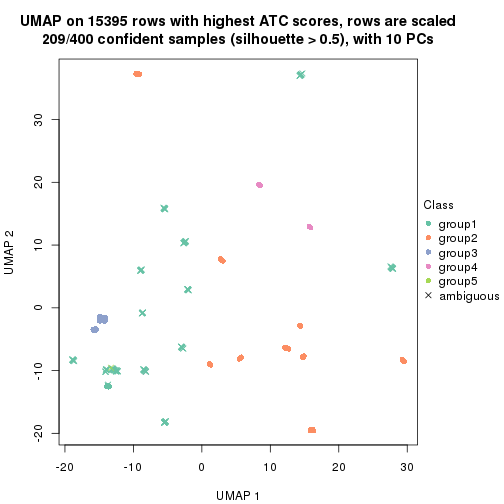 UMAP on 15395 rows with highest ATC scores, rows are scaled
209/400 confident samples (silhouette > 0.5), with 10 PCs
30
20
10
0
-10
-20
UMAP 2
-20 -10 0 10 20 30
UMAP 1
Class
group1
group2
group3
group4
group5
ambiguous